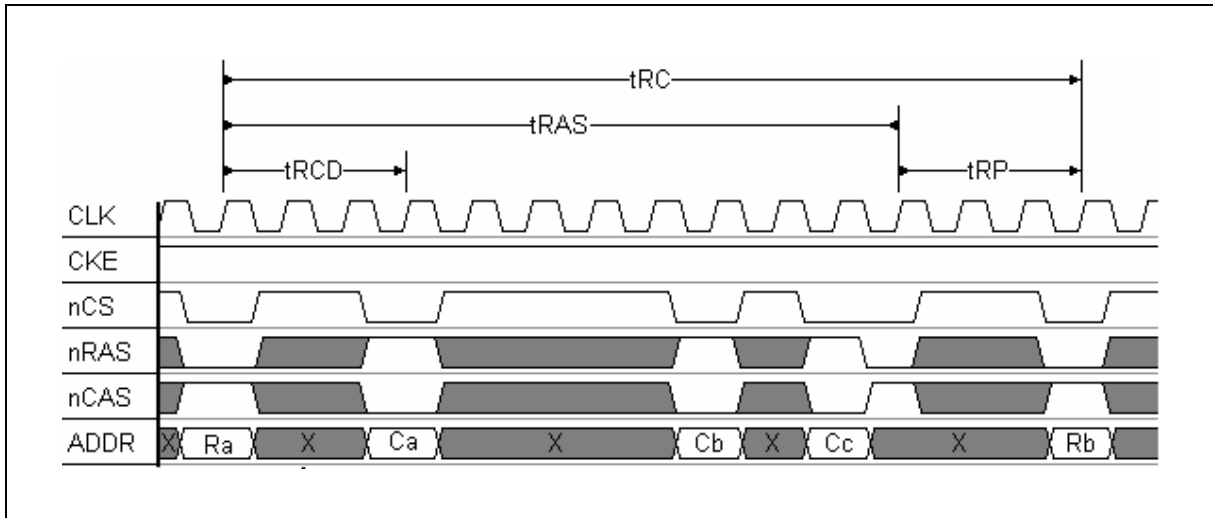 tRC
tRAS
tRCD
tRP
CLK
CKE
nCS
nRAS
nCAS
ADDR X Ra X Ca X Cb X Cc X Rb